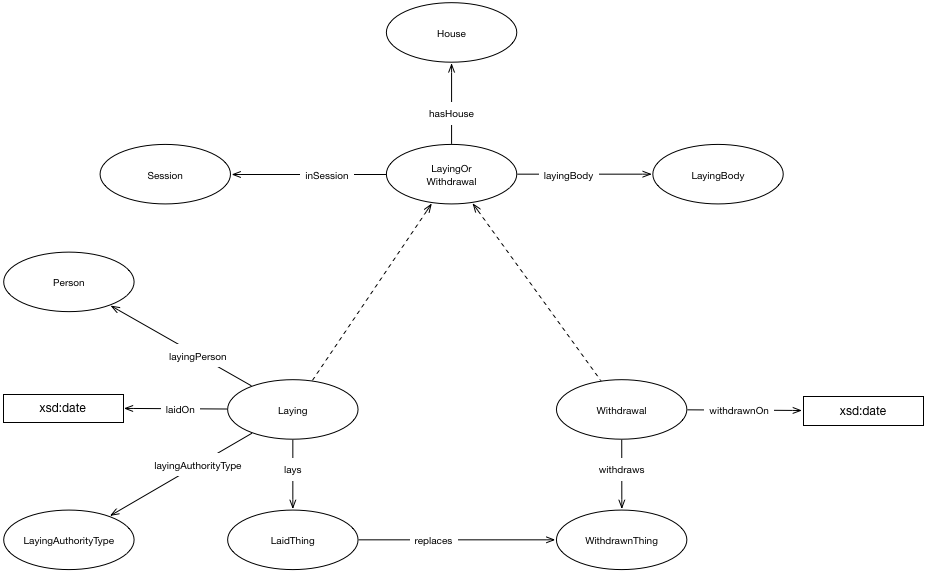 House
hasHouse
Session
inSession
LayingOr
Withdrawal
layingBody
LayingBody
Person
layingPerson
xsd:date
laidOn
Laying
Withdrawal
withdrawnOn
xsd:date
layingAuthorityType
lays
withdraws
LayingAuthorityType
LaidThing
replaces
WithdrawnThing